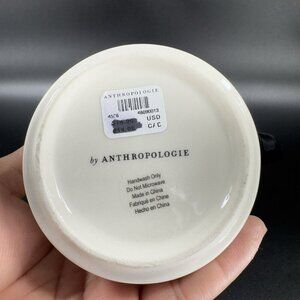 ANTHROPOLOGIE
USD
by ANTHROPOLOGIE
Handwash Only
Do Not Microwave
Made in China
Fabriqué en Chine
Hecho en China